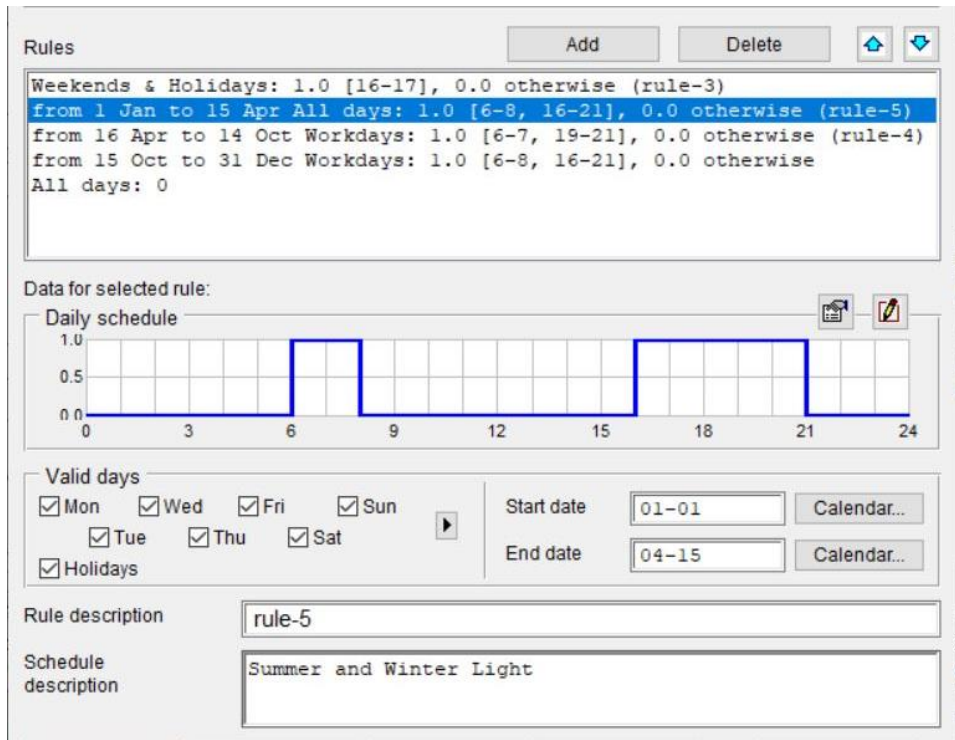 Rules Add Delete
Weekends & Holidays: 1.0 [16-17], 0.0 otherwise (rule-3)
from 1 Jan to 15 Apr All days: 1.0 [6-8, 16-21], 0.0 otherwise (rule-5)
from 16 Apr to 14 Oct Workdays: 1.0 [6-7, 19-21], 0.0 otherwise (rule-4)
from 15 Oct to 31 Dec Workdays: 1.0 [6-8, 16-21], 0.0 otherwise
All days: 0
Data for selected rule:
Daily schedule
1.0
0.5
0.0
0 3 6 9 12 15 18 21 24
Valid days
Mon Wed Fri Sun
Tue Thu Sat
Holidays
Start date 01-01 Calendar...
End date 04-15 Calendar...
Rule description rule-5
Schedule
description
Summer and Winter Light